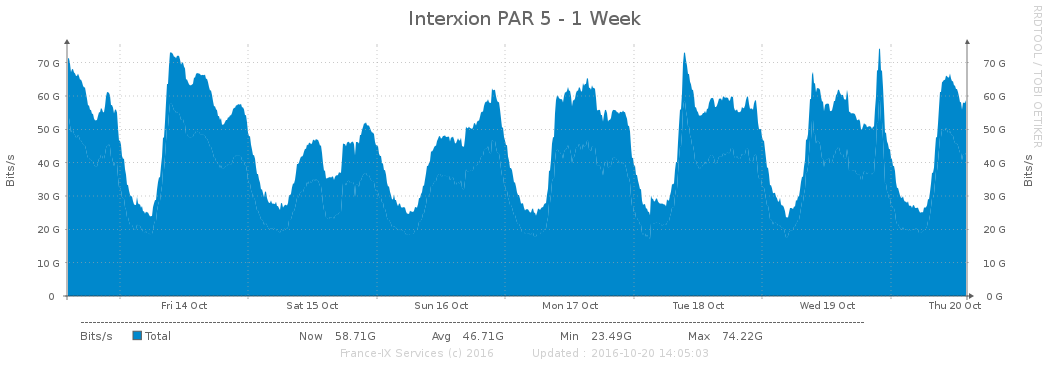 Interxion PAR 5 - 1 Week
RRDTOOL / TOBI OETIKER
Bits/s
70 G 70 G
60 G 60 G
50 G 50 G
40 G 40 G
30 G 30 G
20 G 20 G
10 G 10 G
0 0 G
Bits/s
Fri 14 Oct Sat 15 Oct Sun 16 Oct Mon 17 Oct Tue 18 Oct Wed 19 Oct Thu 20 Oct
Bits/s Total Now 58.71G Avg 46.71G Min 23.49G Max 74.22G
France-IX Services (c) 2016 Updated : 2016-10-20 14:05:03